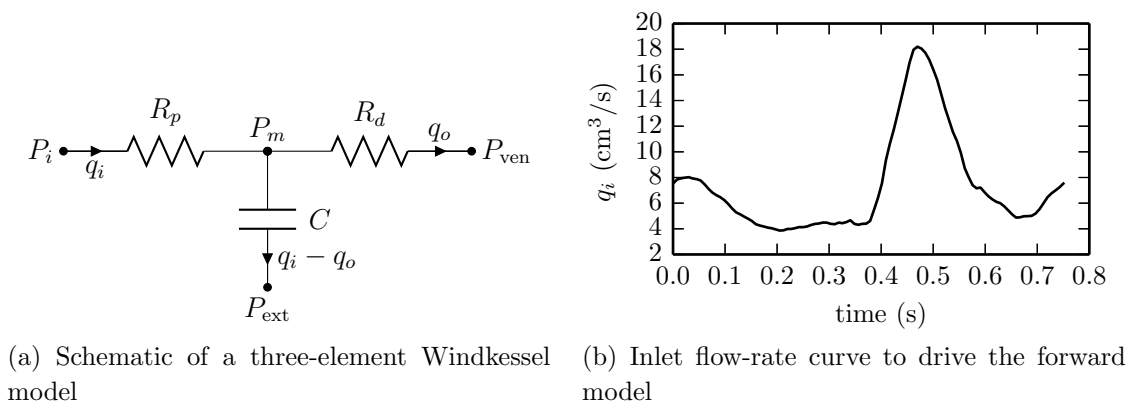 R_p
P_m
R_d
q_o
P_i
q_i
P_ven
C
q_i − q_o
P_ext
(a) Schematic of a three-element Windkessel
model
20
18
16
14
12
10
8
6
4
2
q_i (cm³/s)
0.0 0.1 0.2 0.3 0.4 0.5 0.6 0.7 0.8
time (s)
(b) Inlet flow-rate curve to drive the forward
model